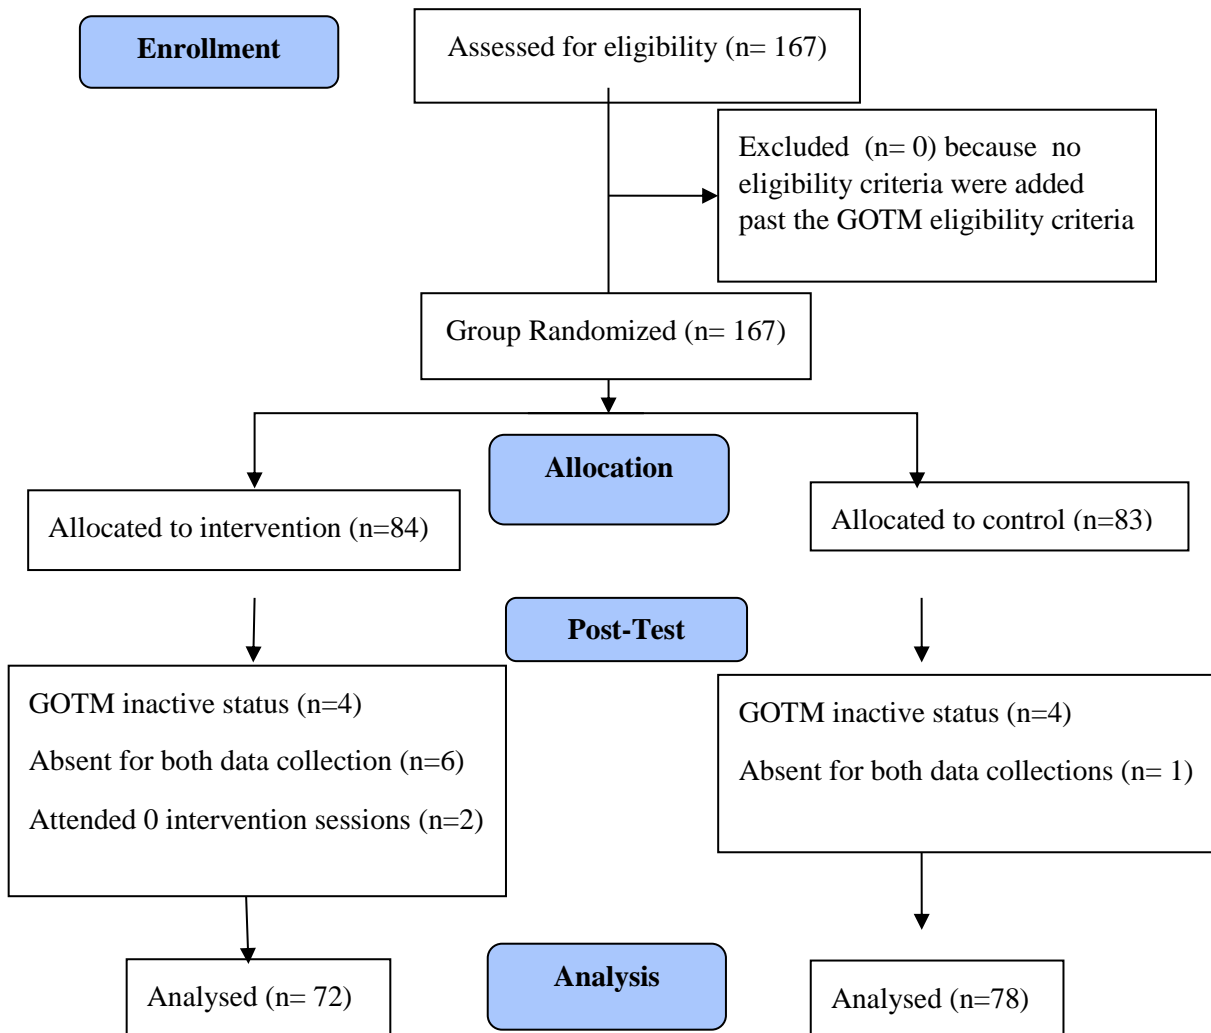 Enrollment
Assessed for eligibility (n= 167)
Excluded  (n= 0) because  no
eligibility criteria were added
past the GOTM eligibility criteria
Group Randomized (n= 167)
Allocation
Allocated to intervention (n=84)
Allocated to control (n=83)
Post-Test
GOTM inactive status (n=4)
Absent for both data collection (n=6)
Attended 0 intervention sessions (n=2)
GOTM inactive status (n=4)
Absent for both data collections (n= 1)
Analysis
Analysed (n= 72)
Analysed (n=78)